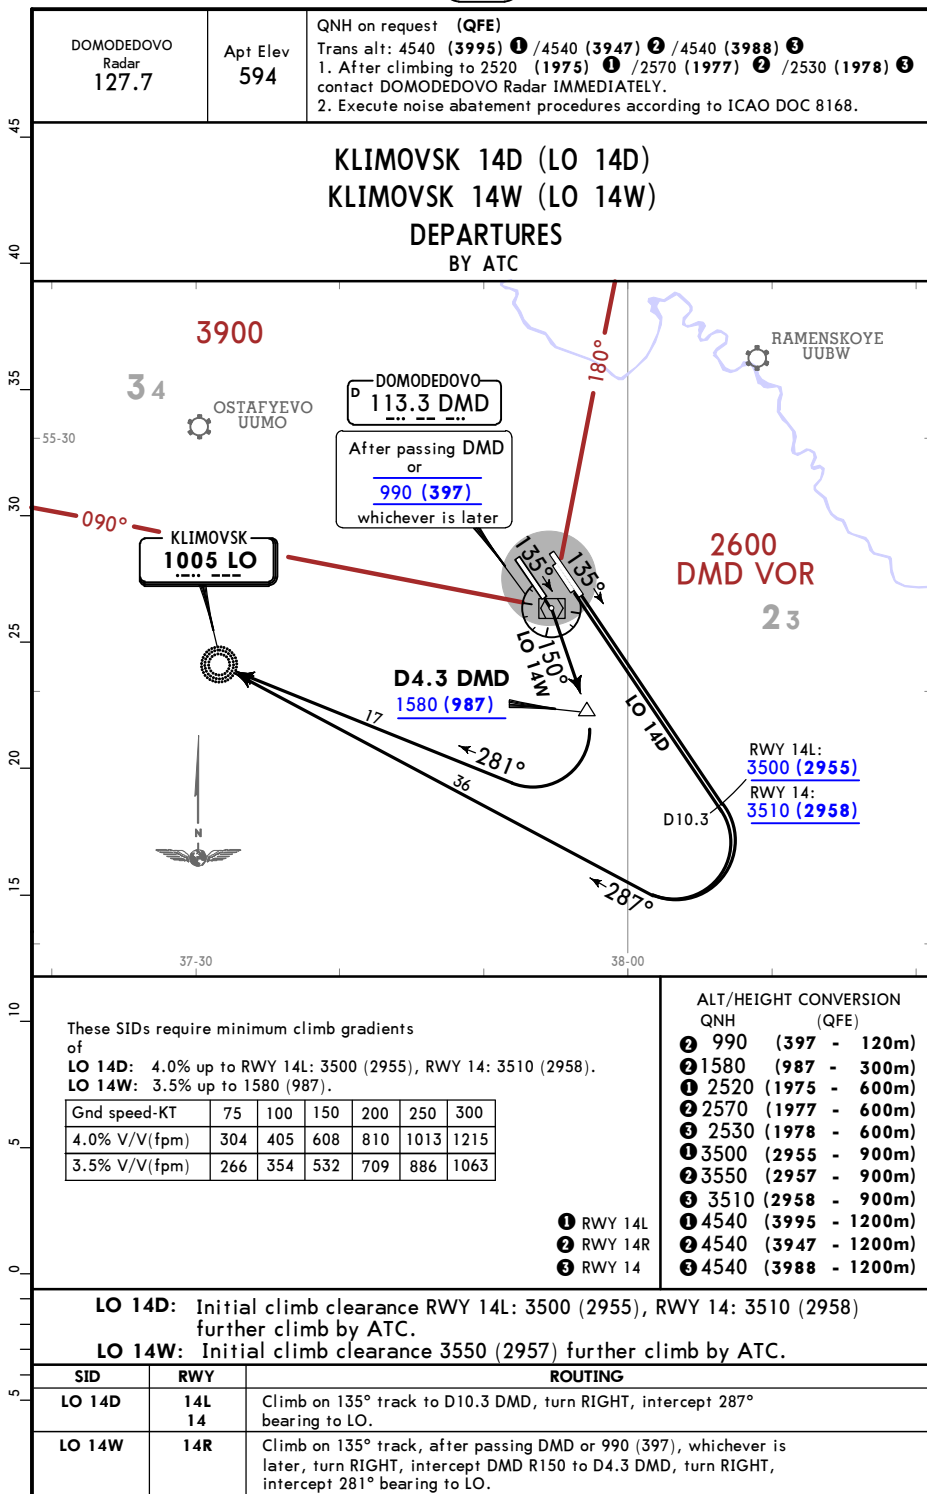 DOMODEDOVO
Radar
127.7
Apt Elev
594
QNH on request (QFE)
Trans alt: 4540 (3995) ❶ /4540 (3947) ❷ /4540 (3988) ❸
1. After climbing to 2520 (1975) ❶ /2570 (1977) ❷ /2530 (1978) ❸
contact DOMODEDOVO Radar IMMEDIATELY.
2. Execute noise abatement procedures according to ICAO DOC 8168.
KLIMOVSK 14D (LO 14D)
KLIMOVSK 14W (LO 14W)
DEPARTURES
BY ATC
45
40
35
30
25
20
15
10
5
0
5
3900
34
OSTAFYEVO
UUMO
55-30
180°
RAMENSKOYE
UUBW
DOMODEDOVO
D 113.3 DMD
After passing DMD
or
990 (397)
whichever is later
090°
KLIMOVSK
1005 LO
135°
135°
2600
DMD VOR
23
150°
LO 14W
LO 14D
D4.3 DMD
1580 (987)
17
281°
36
287°
RWY 14L:
3500 (2955)
RWY 14:
3510 (2958)
D10.3
N
37-30
38-00
These SIDs require minimum climb gradients
of
LO 14D: 4.0% up to RWY 14L: 3500 (2955), RWY 14: 3510 (2958).
LO 14W: 3.5% up to 1580 (987).
Gnd speed-KT 75 100 150 200 250 300
4.0% V/V(fpm) 304 405 608 810 1013 1215
3.5% V/V(fpm) 266 354 532 709 886 1063
❶ RWY 14L
❷ RWY 14R
❸ RWY 14
ALT/HEIGHT CONVERSION
QNH (QFE)
❷ 990 (397 - 120m)
❷ 1580 (987 - 300m)
❶ 2520 (1975 - 600m)
❷ 2570 (1977 - 600m)
❸ 2530 (1978 - 600m)
❶ 3500 (2955 - 900m)
❷ 3550 (2957 - 900m)
❸ 3510 (2958 - 900m)
❶ 4540 (3995 - 1200m)
❷ 4540 (3947 - 1200m)
❸ 4540 (3988 - 1200m)
LO 14D: Initial climb clearance RWY 14L: 3500 (2955), RWY 14: 3510 (2958)
further climb by ATC.
LO 14W: Initial climb clearance 3550 (2957) further climb by ATC.
SID RWY ROUTING
LO 14D 14L Climb on 135° track to D10.3 DMD, turn RIGHT, intercept 287°
14 bearing to LO.
LO 14W 14R Climb on 135° track, after passing DMD or 990 (397), whichever is
later, turn RIGHT, intercept DMD R150 to D4.3 DMD, turn RIGHT,
intercept 281° bearing to LO.